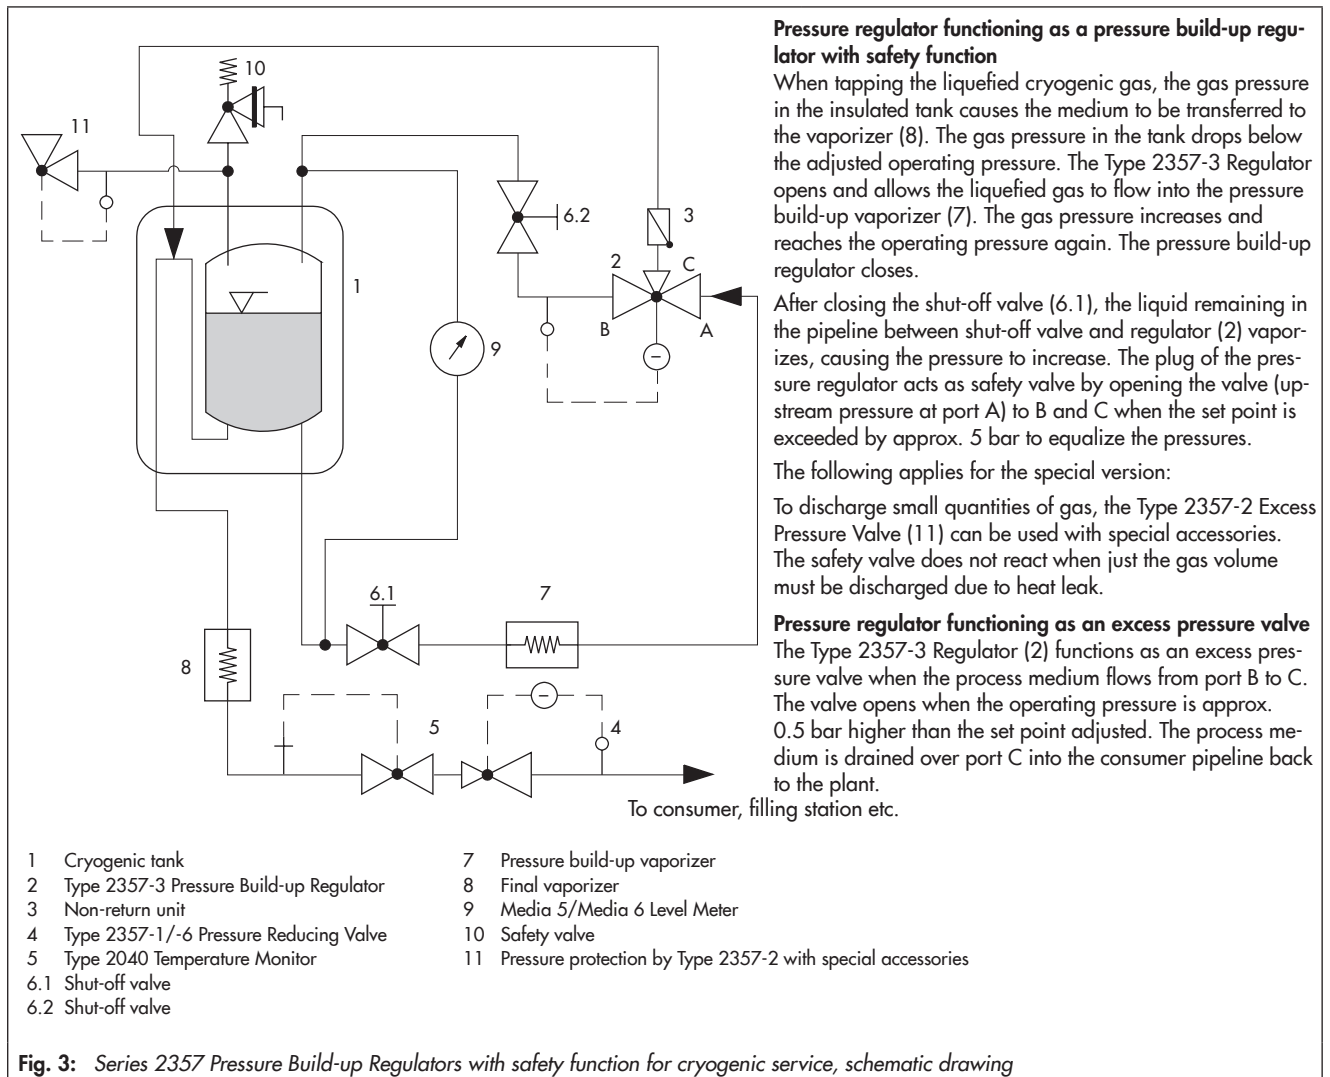 10
11
6.2
3
2
C
B
A
1
9
6.1
7
8
5
4
To consumer, filling station etc.
Pressure regulator functioning as a pressure build-up regu-
lator with safety function
When tapping the liquefied cryogenic gas, the gas pressure
in the insulated tank causes the medium to be transferred to
the vaporizer (8). The gas pressure in the tank drops below
the adjusted operating pressure. The Type 2357-3 Regulator
opens and allows the liquefied gas to flow into the pressure
build-up vaporizer (7). The gas pressure increases and
reaches the operating pressure again. The pressure build-up
regulator closes.
After closing the shut-off valve (6.1), the liquid remaining in
the pipeline between shut-off valve and regulator (2) vapor-
izes, causing the pressure to increase. The plug of the pres-
sure regulator acts as safety valve by opening the valve (up-
stream pressure at port A) to B and C when the set point is
exceeded by approx. 5 bar to equalize the pressures.
The following applies for the special version:
To discharge small quantities of gas, the Type 2357-2 Excess
Pressure Valve (11) can be used with special accessories.
The safety valve does not react when just the gas volume
must be discharged due to heat leak.
Pressure regulator functioning as an excess pressure valve
The Type 2357-3 Regulator (2) functions as an excess pres-
sure valve when the process medium flows from port B to C.
The valve opens when the operating pressure is approx.
0.5 bar higher than the set point adjusted. The process me-
dium is drained over port C into the consumer pipeline back
to the plant.
1 Cryogenic tank
2 Type 2357-3 Pressure Build-up Regulator
3 Non-return unit
4 Type 2357-1/-6 Pressure Reducing Valve
5 Type 2040 Temperature Monitor
6.1 Shut-off valve
6.2 Shut-off valve
7 Pressure build-up vaporizer
8 Final vaporizer
9 Media 5/Media 6 Level Meter
10 Safety valve
11 Pressure protection by Type 2357-2 with special accessories
Fig. 3: Series 2357 Pressure Build-up Regulators with safety function for cryogenic service, schematic drawing